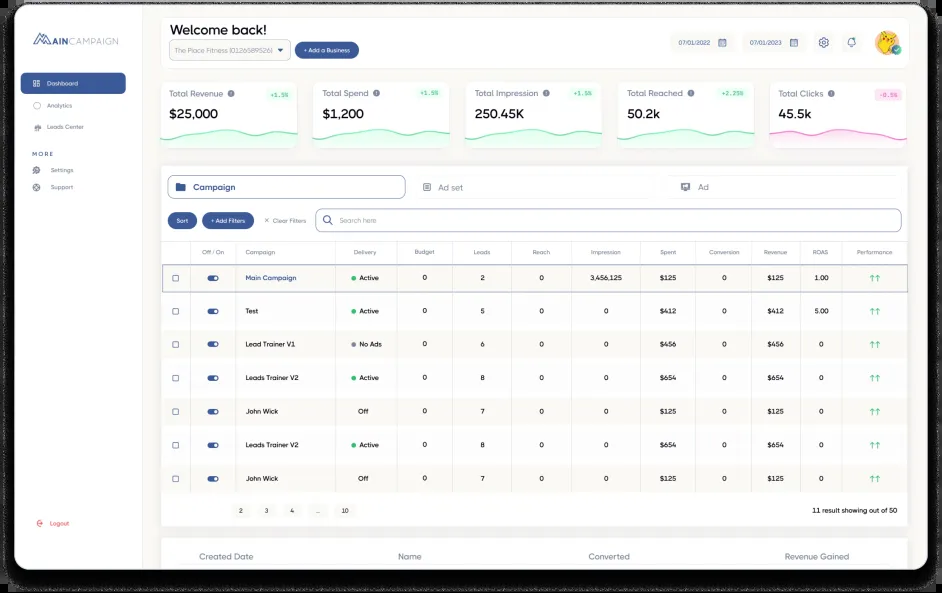 MAINCAMPAIGN
Dashboard
Analytics
Leads Center
MORE
Settings
Support
Logout
Welcome back!
The Place Fitness (0126589526)
+ Add a Business
07/01/2022
07/01/2023
Total Revenue
+1.5%
$25,000
Total Spend
+1.5%
$1,200
Total Impression
+1.5%
250.45K
Total Reached
+2.25%
50.2k
Total Clicks
-0.5%
45.5k
Campaign
Ad set
Ad
Sort
+ Add Filters
× Clear Filters
Search here
Off / On Campaign Delivery Budget Leads Reach Impression Spent Conversion Revenue ROAS Performance
Main Campaign Active 0 2 0 3,456,125 $125 0 $125 1.00 ↑↑
Test Active 0 5 0 0 $412 0 $412 5.00 ↑↑
Lead Trainer V1 No Ads 0 6 0 0 $456 0 $456 0 ↑↑
Leads Trainer V2 Active 0 8 0 0 $654 0 $654 0 ↑↑
John Wick Off 0 7 0 0 $125 0 $125 0 ↑↑
Leads Trainer V2 Active 0 8 0 0 $654 0 $654 0 ↑↑
John Wick Off 0 7 0 0 $125 0 $125 0 ↑↑
2 3 4 ... 10
11 result showing out of 50
Created Date Name Converted Revenue Gained